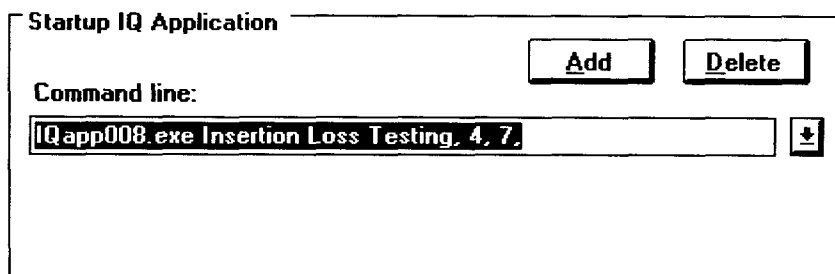 Startup IQ Application
Add Delete
Command line:
IQapp008.exe Insertion Loss Testing, 4, 7,